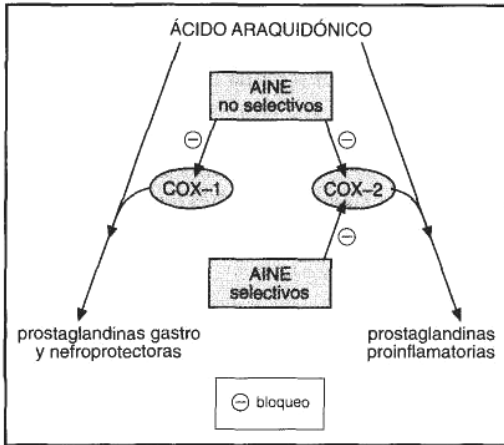 ÁCIDO ARAQUIDÓNICO
AINE
no selectivos
⊖
⊖
COX–1
COX–2
⊖
AINE
selectivos
prostaglandinas gastro
y nefroprotectoras
prostaglandinas
proinflamatorias
⊖ bloqueo